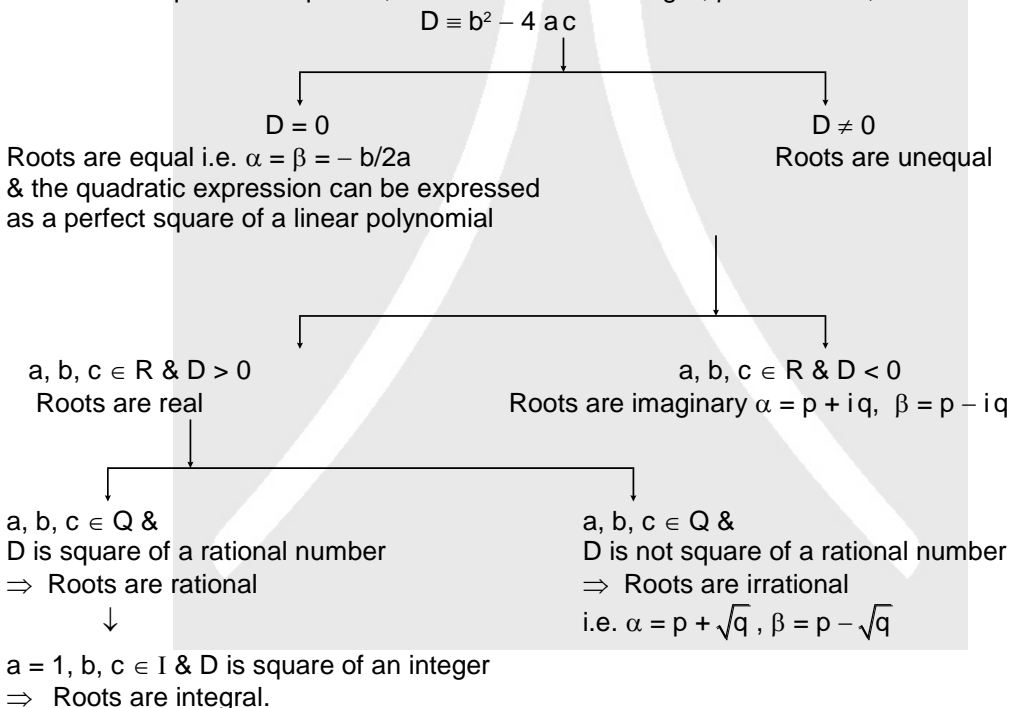 D ≡ b² – 4 a c
D = 0
D ≠ 0
Roots are equal i.e. α = β = – b/2a
& the quadratic expression can be expressed
as a perfect square of a linear polynomial
Roots are unequal
a, b, c ∈ R & D > 0
Roots are real
a, b, c ∈ R & D < 0
Roots are imaginary α = p + i q, β = p – i q
a, b, c ∈ Q &
D is square of a rational number
⇒ Roots are rational
↓
a = 1, b, c ∈ I & D is square of an integer
⇒ Roots are integral.
a, b, c ∈ Q &
D is not square of a rational number
⇒ Roots are irrational
i.e. α = p + √q , β = p – √q